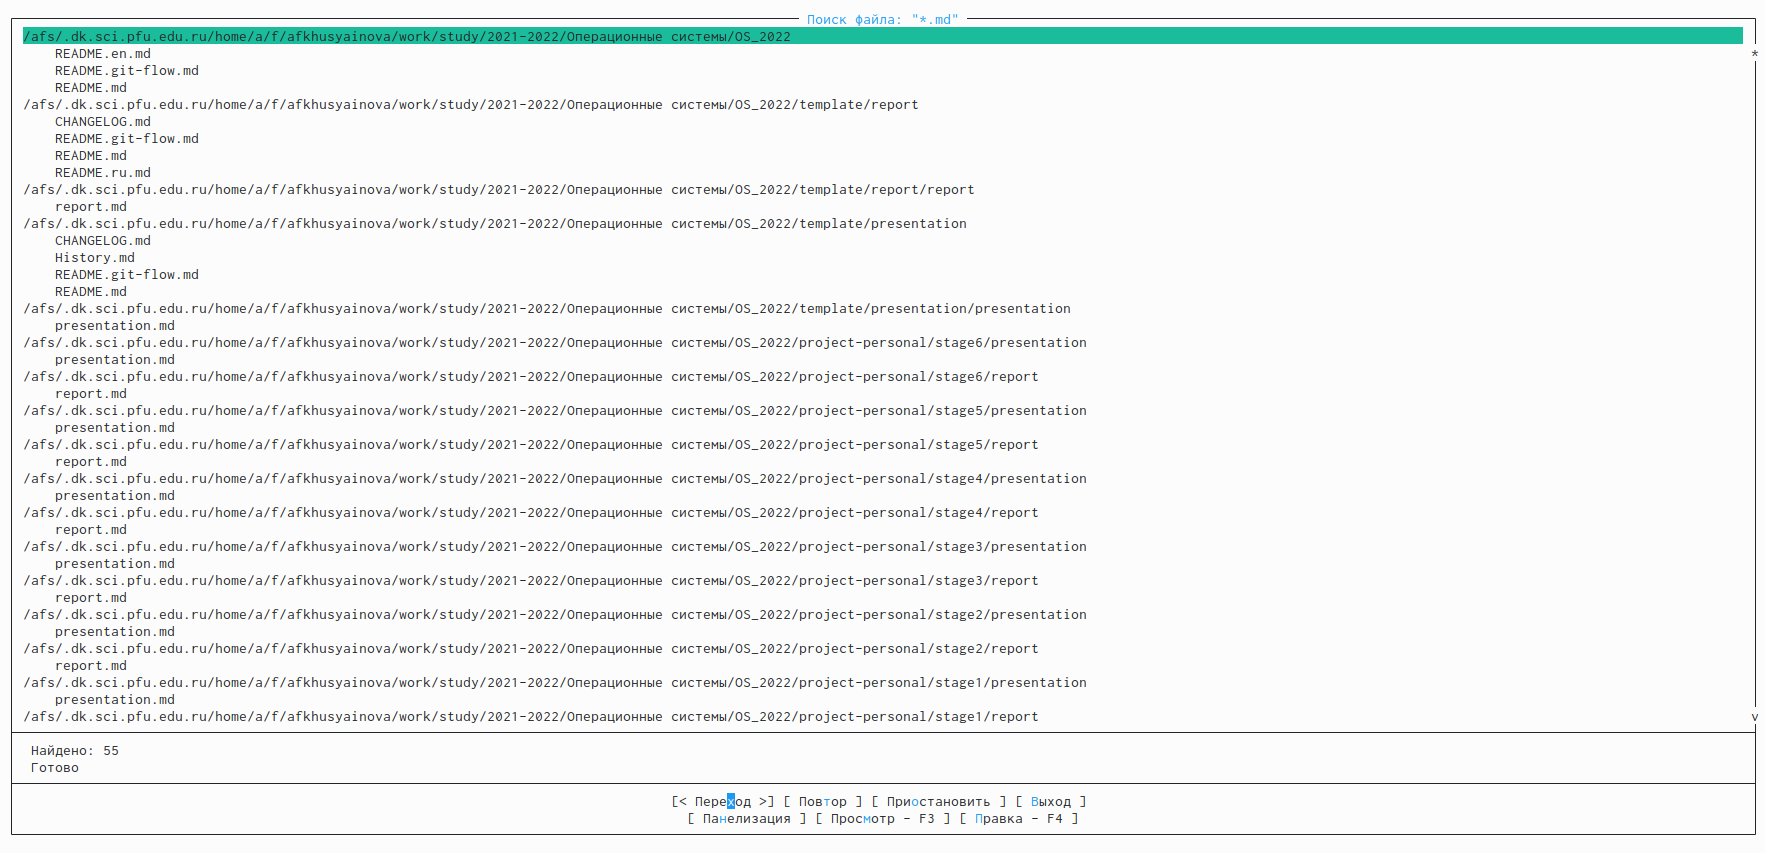 Поиск файла: "*.md"
/afs/.dk.sci.pfu.edu.ru/home/a/f/afkhusyainova/work/study/2021-2022/Операционные системы/OS_2022
README.en.md
*
README.git-flow.md
README.md
/afs/.dk.sci.pfu.edu.ru/home/a/f/afkhusyainova/work/study/2021-2022/Операционные системы/OS_2022/template/report
CHANGELOG.md
README.git-flow.md
README.md
README.ru.md
/afs/.dk.sci.pfu.edu.ru/home/a/f/afkhusyainova/work/study/2021-2022/Операционные системы/OS_2022/template/report/report
report.md
/afs/.dk.sci.pfu.edu.ru/home/a/f/afkhusyainova/work/study/2021-2022/Операционные системы/OS_2022/template/presentation
CHANGELOG.md
History.md
README.git-flow.md
README.md
/afs/.dk.sci.pfu.edu.ru/home/a/f/afkhusyainova/work/study/2021-2022/Операционные системы/OS_2022/template/presentation/presentation
presentation.md
/afs/.dk.sci.pfu.edu.ru/home/a/f/afkhusyainova/work/study/2021-2022/Операционные системы/OS_2022/project-personal/stage6/presentation
presentation.md
/afs/.dk.sci.pfu.edu.ru/home/a/f/afkhusyainova/work/study/2021-2022/Операционные системы/OS_2022/project-personal/stage6/report
report.md
/afs/.dk.sci.pfu.edu.ru/home/a/f/afkhusyainova/work/study/2021-2022/Операционные системы/OS_2022/project-personal/stage5/presentation
presentation.md
/afs/.dk.sci.pfu.edu.ru/home/a/f/afkhusyainova/work/study/2021-2022/Операционные системы/OS_2022/project-personal/stage5/report
report.md
/afs/.dk.sci.pfu.edu.ru/home/a/f/afkhusyainova/work/study/2021-2022/Операционные системы/OS_2022/project-personal/stage4/presentation
presentation.md
/afs/.dk.sci.pfu.edu.ru/home/a/f/afkhusyainova/work/study/2021-2022/Операционные системы/OS_2022/project-personal/stage4/report
report.md
/afs/.dk.sci.pfu.edu.ru/home/a/f/afkhusyainova/work/study/2021-2022/Операционные системы/OS_2022/project-personal/stage3/presentation
presentation.md
/afs/.dk.sci.pfu.edu.ru/home/a/f/afkhusyainova/work/study/2021-2022/Операционные системы/OS_2022/project-personal/stage3/report
report.md
/afs/.dk.sci.pfu.edu.ru/home/a/f/afkhusyainova/work/study/2021-2022/Операционные системы/OS_2022/project-personal/stage2/presentation
presentation.md
/afs/.dk.sci.pfu.edu.ru/home/a/f/afkhusyainova/work/study/2021-2022/Операционные системы/OS_2022/project-personal/stage2/report
report.md
/afs/.dk.sci.pfu.edu.ru/home/a/f/afkhusyainova/work/study/2021-2022/Операционные системы/OS_2022/project-personal/stage1/presentation
presentation.md
/afs/.dk.sci.pfu.edu.ru/home/a/f/afkhusyainova/work/study/2021-2022/Операционные системы/OS_2022/project-personal/stage1/report
v
Найдено: 55
Готово
[< Переход >] [ Повтор ] [ Приостановить ] [ Выход ]
[ Панелизация ] [ Просмотр - F3 ] [ Правка - F4 ]